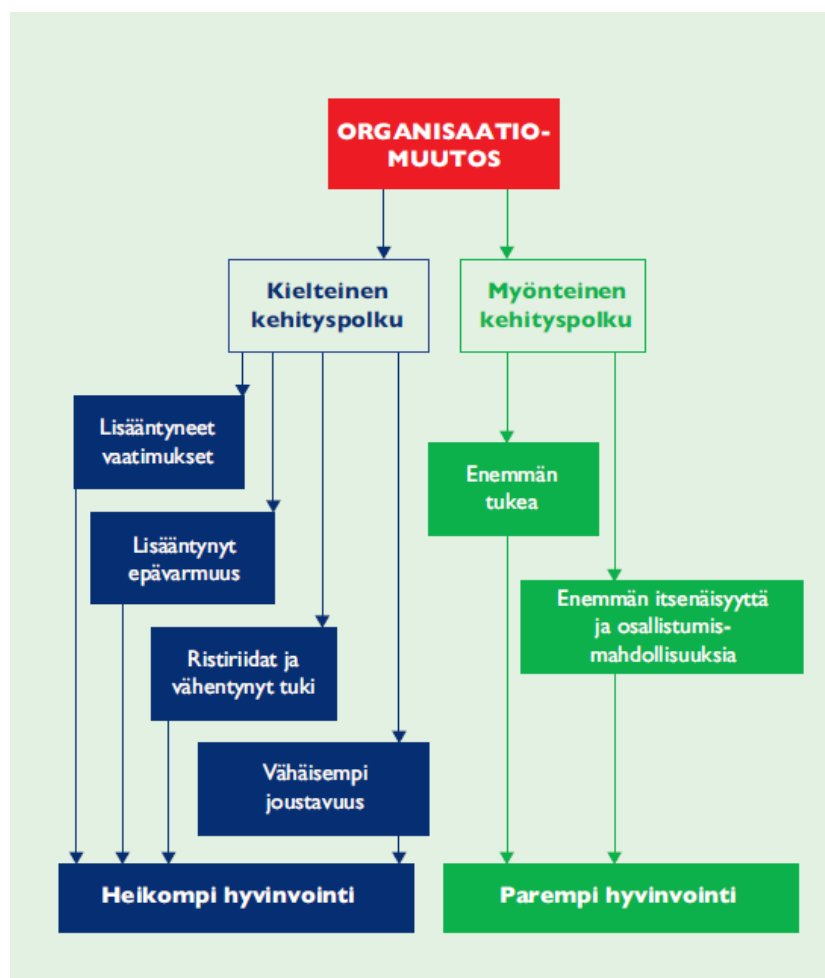 ORGANISAATIO-
MUUTOS
Kielteinen
kehityspolku
Myönteinen
kehityspolku
Lisääntyneet
vaatimukset
Enemmän
tukea
Lisääntynyt
epävarmuus
Enemmän itsenäisyyttä
ja osallistumis-
mahdollisuuksia
Ristiriidat ja
vähentynyt tuki
Vähäisempi
joustavuus
Heikompi hyvinvointi
Parempi hyvinvointi